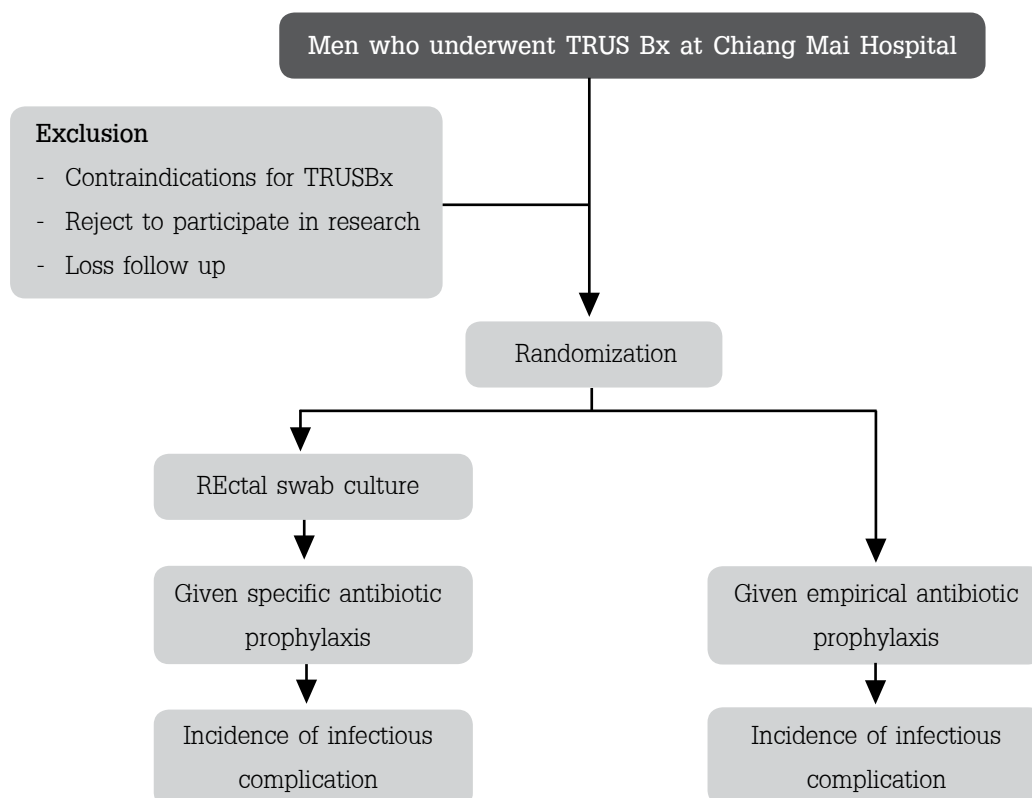 Men who underwent TRUS Bx at Chiang Mai Hospital
Exclusion
- Contraindications for TRUSBx
- Reject to participate in research
- Loss follow up
Randomization
REctal swab culture
Given specific antibiotic
prophylaxis
Given empirical antibiotic
prophylaxis
Incidence of infectious
complication
Incidence of infectious
complication